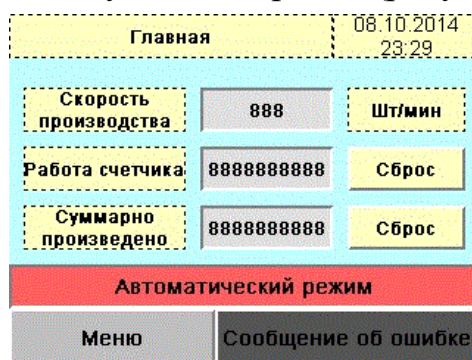 Главная
08.10.2014
23:29
Скорость
производства
888
Шт/мин
Работа счетчика
8888888888
Сброс
Суммарно
произведено
8888888888
Сброс
Автоматический режим
Меню
Сообщение об ошибке